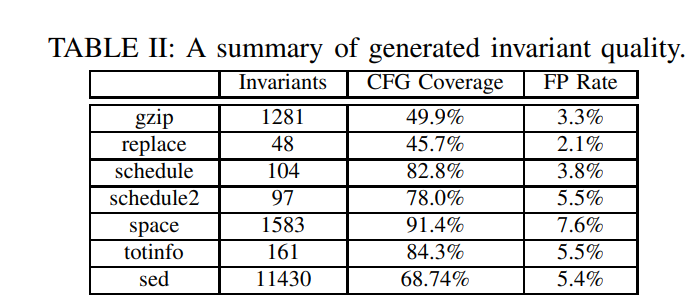 TABLE II: A summary of generated invariant quality.
Invariants CFG Coverage FP Rate
gzip 1281 49.9% 3.3%
replace 48 45.7% 2.1%
schedule 104 82.8% 3.8%
schedule2 97 78.0% 5.5%
space 1583 91.4% 7.6%
totinfo 161 84.3% 5.5%
sed 11430 68.74% 5.4%